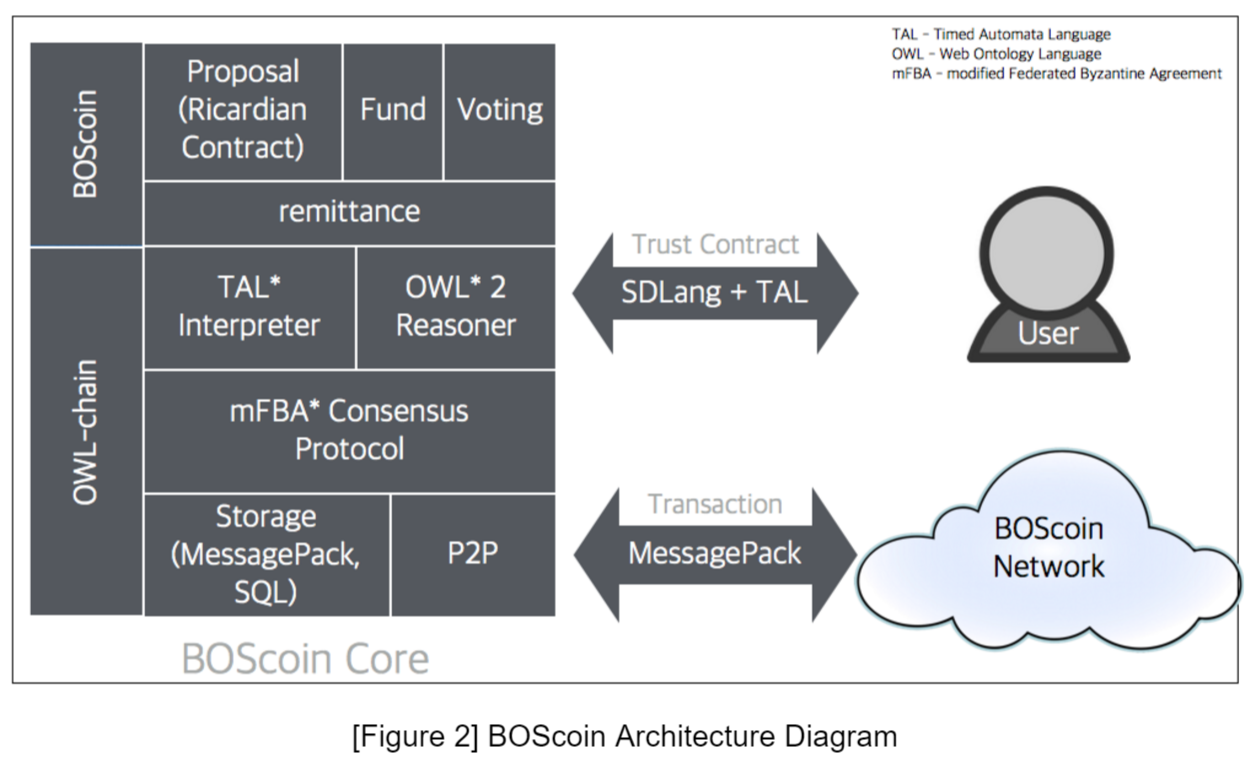 TAL – Timed Automata Language
OWL – Web Ontology Language
mFBA – modified Federated Byzantine Agreement
BOScoin
Proposal
(Ricardian
Contract)
Fund
Voting
remittance
OWL-chain
TAL*
Interpreter
OWL* 2
Reasoner
mFBA* Consensus
Protocol
Storage
(MessagePack,
SQL)
P2P
BOScoin Core
Trust Contract
SDLang + TAL
User
Transaction
MessagePack
BOScoin
Network
[Figure 2] BOScoin Architecture Diagram